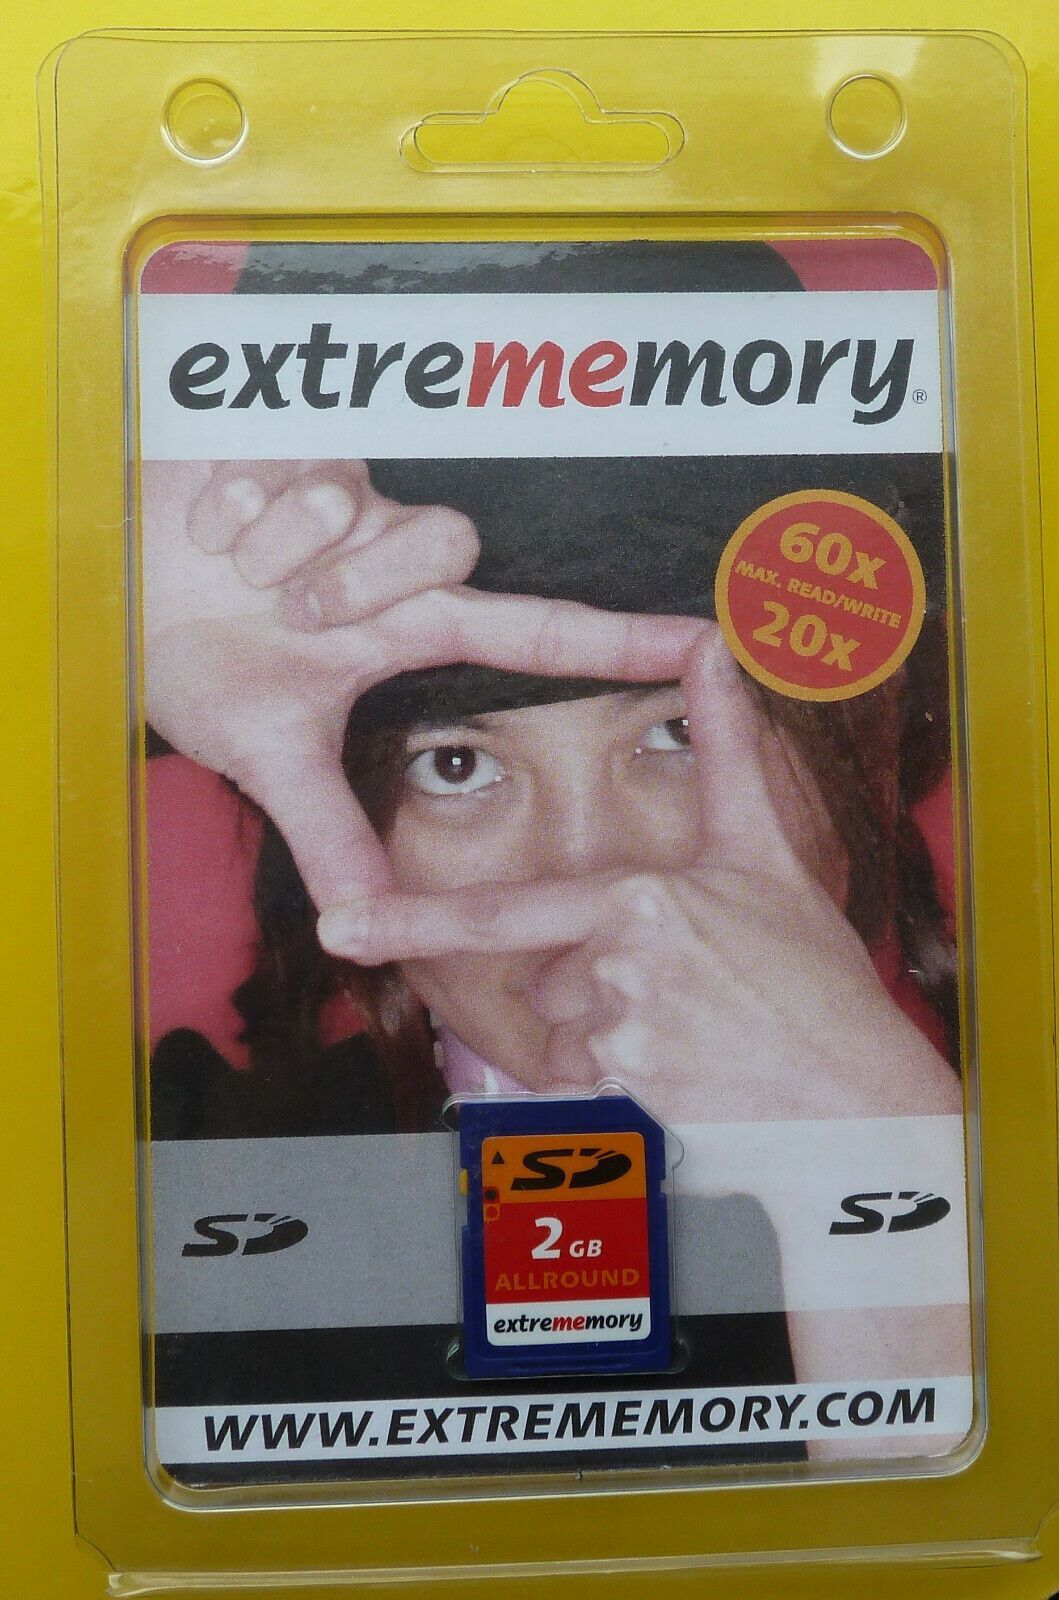 extrememory®
60x
MAX. READ/WRITE
20x
SD
SD
SD
2 GB
ALLROUND
extrememory
WWW.EXTREMEMORY.COM